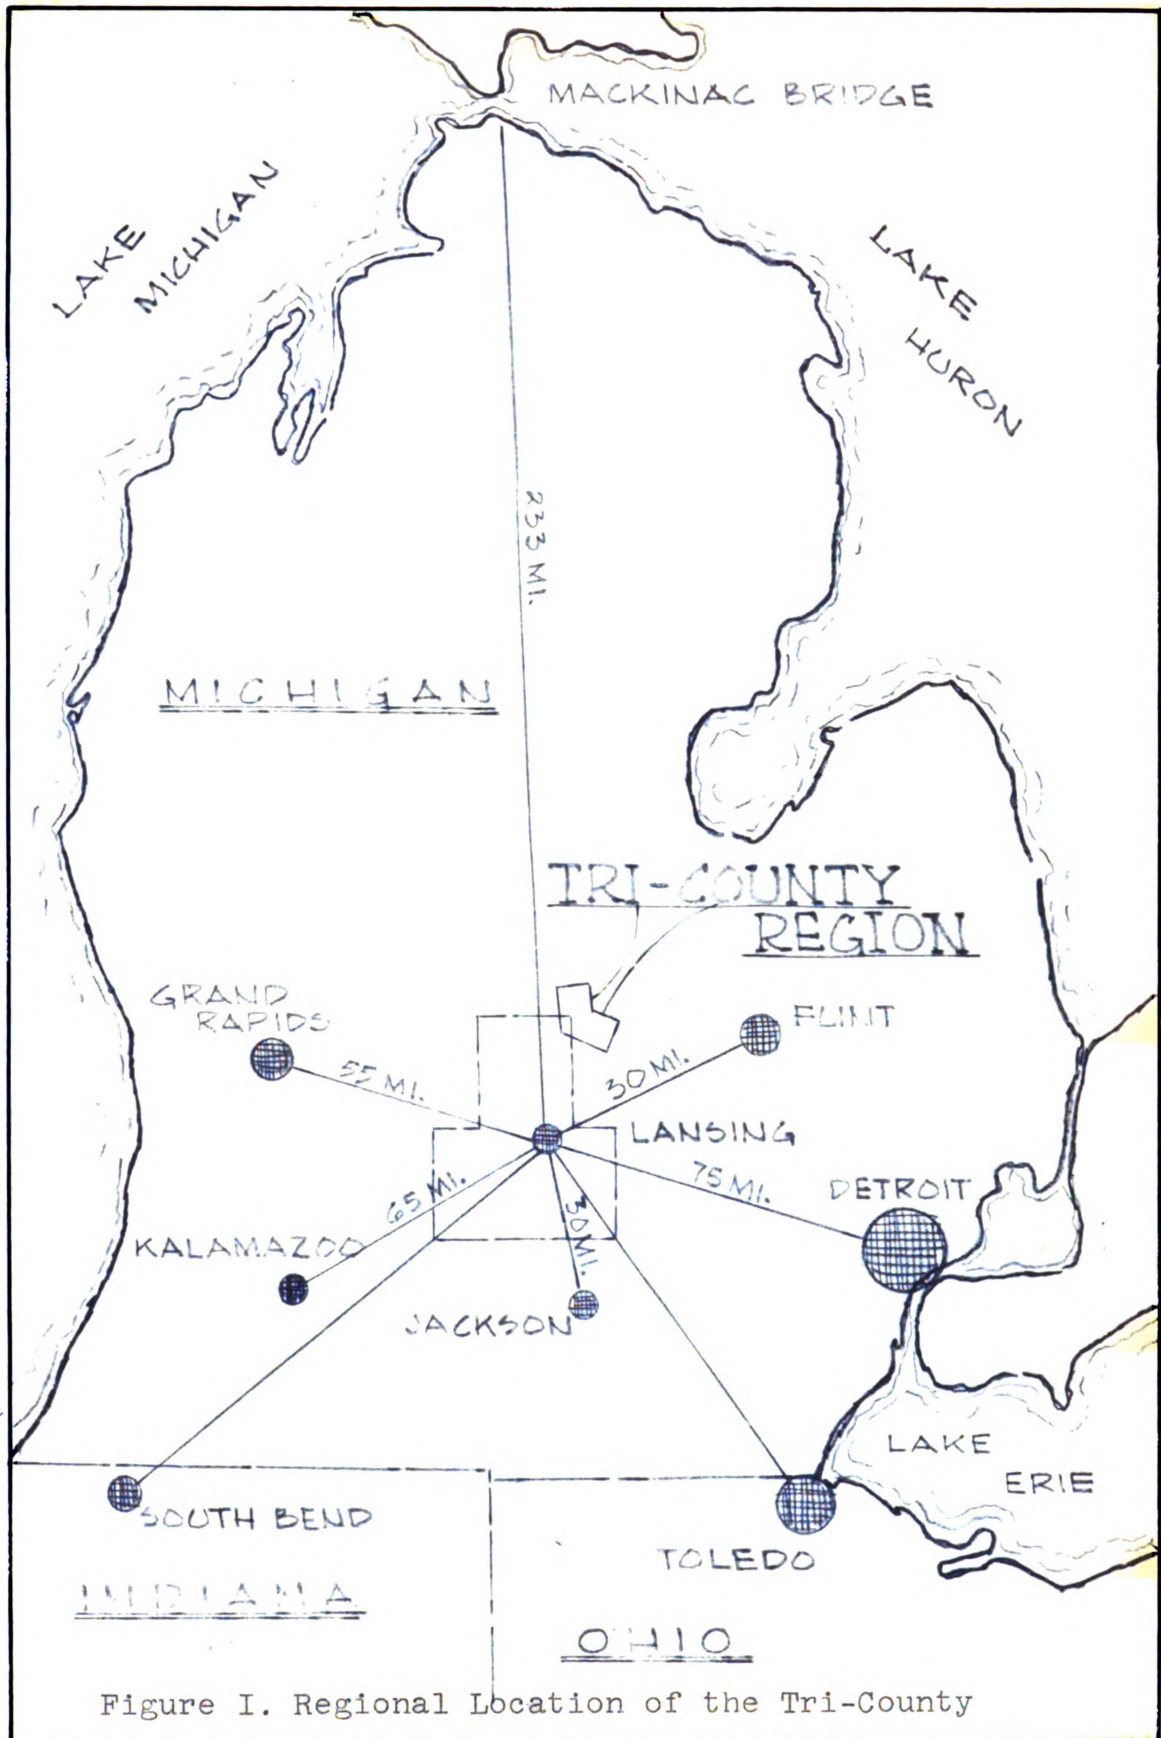 MACKINAC BRIDGE
LAKE
MICHIGAN
LAKE
HURON
233 MI.
MICHIGAN
TRI-COUNTY
REGION
GRAND
RAPIDS
FLINT
55 MI.
30 MI.
LANSING
65 MI.
75 MI.
DETROIT
30 MI.
KALAMAZOO
JACKSON
LAKE
ERIE
SOUTH BEND
TOLEDO
INDIANA
OHIO
Figure I. Regional Location of the Tri-County